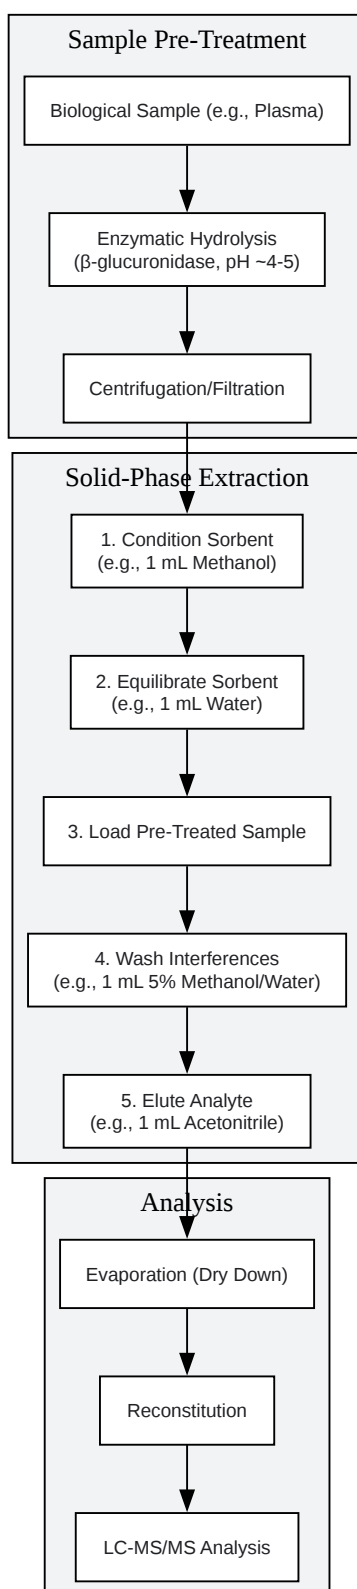 Sample Pre-Treatment
Biological Sample (e.g., Plasma)
Enzymatic Hydrolysis
(β-glucuronidase, pH ~4-5)
Centrifugation/Filtration
Solid-Phase Extraction
1. Condition Sorbent
(e.g., 1 mL Methanol)
2. Equilibrate Sorbent
(e.g., 1 mL Water)
3. Load Pre-Treated Sample
4. Wash Interferences
(e.g., 1 mL 5% Methanol/Water)
5. Elute Analyte
(e.g., 1 mL Acetonitrile)
Analysis
Evaporation (Dry Down)
Reconstitution
LC-MS/MS Analysis